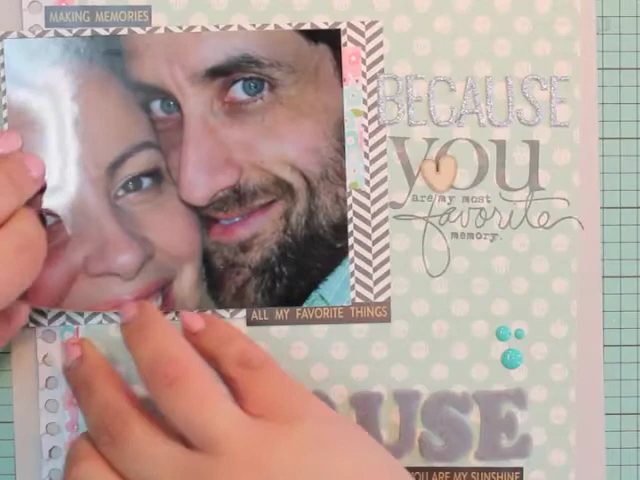 MAKING MEMORIES
BECAUSE
you
are my most
favorite
memory.
ALL MY FAVORITE THINGS
USE
YOU ARE MY SUNSHINE